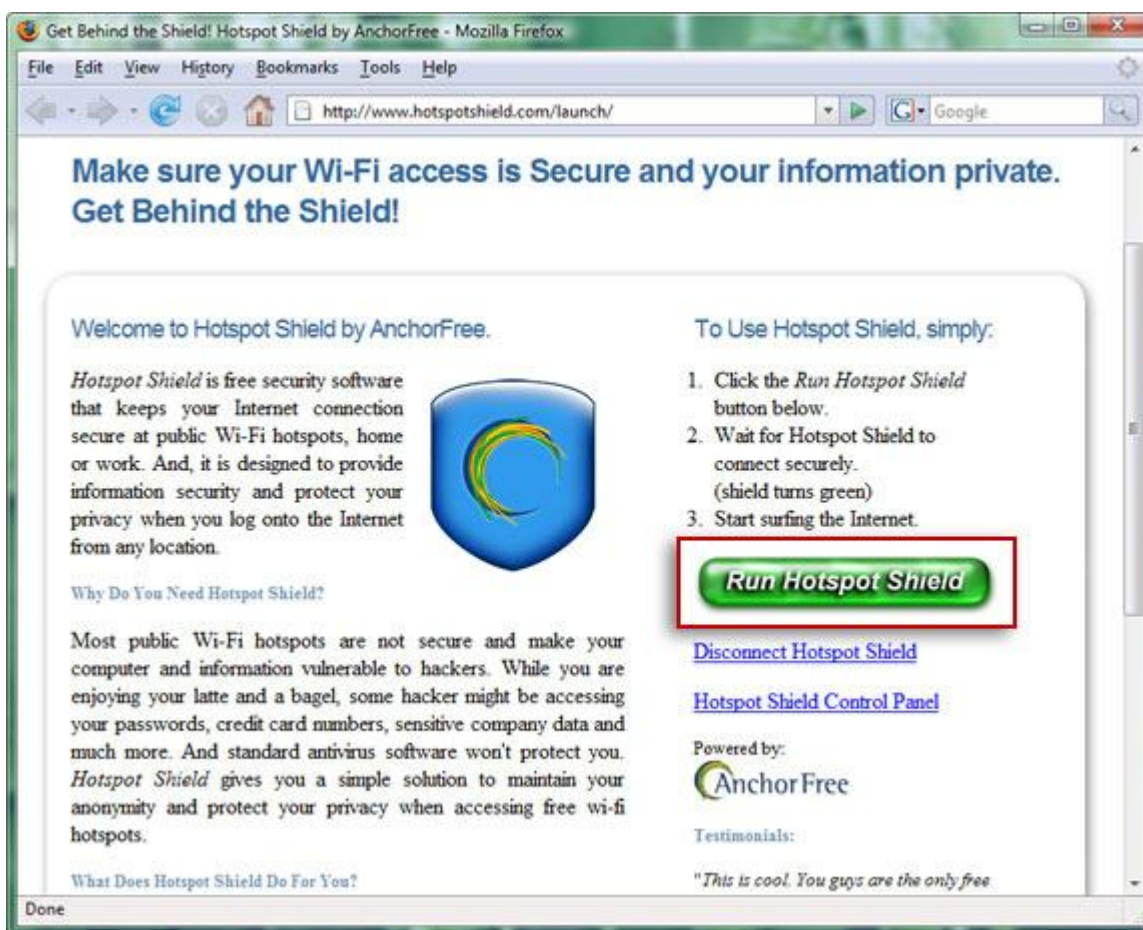 Get Behind the Shield! Hotspot Shield by AnchorFree - Mozilla Firefox
File Edit View History Bookmarks Tools Help
http://www.hotspotshield.com/launch/
G Google
Make sure your Wi-Fi access is Secure and your information private.
Get Behind the Shield!
Welcome to Hotspot Shield by AnchorFree.
Hotspot Shield is free security software
that keeps your Internet connection
secure at public Wi-Fi hotspots, home
or work. And, it is designed to provide
information security and protect your
privacy when you log onto the Internet
from any location.
Why Do You Need Hotspot Shield?
Most public Wi-Fi hotspots are not secure and make your
computer and information vulnerable to hackers. While you are
enjoying your latte and a bagel, some hacker might be accessing
your passwords, credit card numbers, sensitive company data and
much more. And standard antivirus software won't protect you.
Hotspot Shield gives you a simple solution to maintain your
anonymity and protect your privacy when accessing free wi-fi
hotspots.
What Does Hotspot Shield Do For You?
To Use Hotspot Shield, simply:
1. Click the Run Hotspot Shield
button below.
2. Wait for Hotspot Shield to
connect securely.
(shield turns green)
3. Start surfing the Internet.
Run Hotspot Shield
Disconnect Hotspot Shield
Hotspot Shield Control Panel
Powered by:
AnchorFree
Testimonials:
"This is cool. You guys are the only free
Done